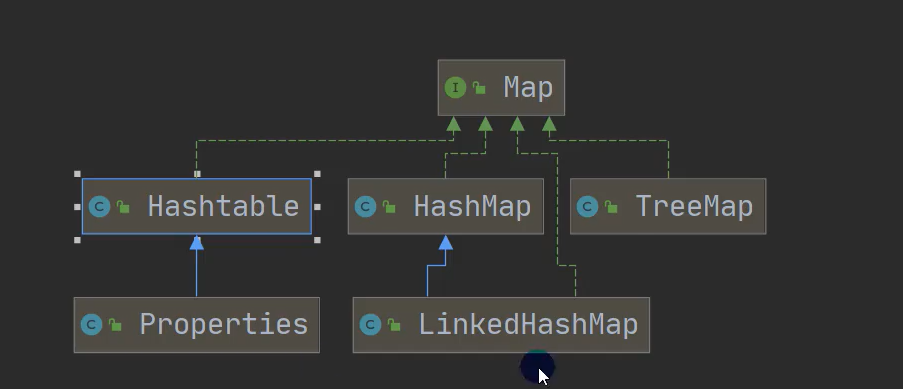 I Map
C Hashtable
C HashMap
C TreeMap
C Properties
C LinkedHashMap